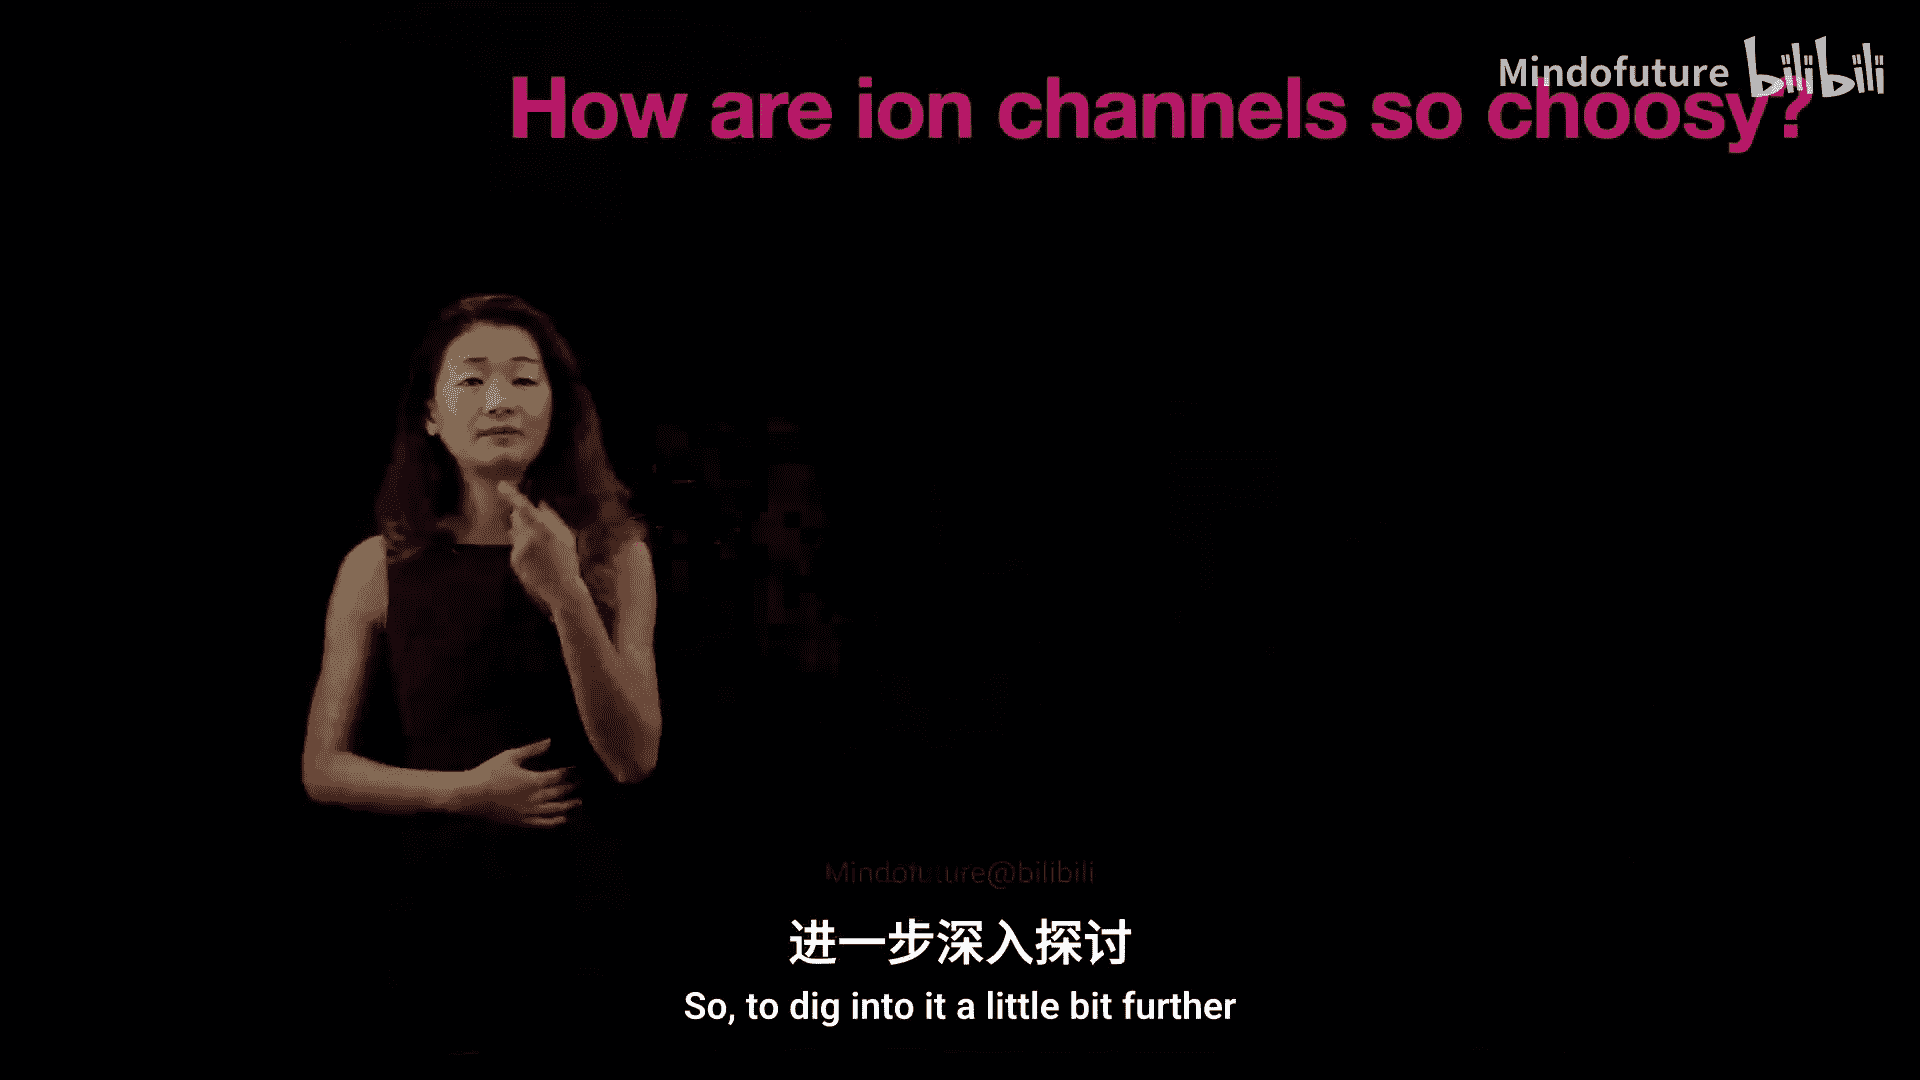 Mindofuture bilibili
How are ion channels so choosy?
Mindofuture@bilibili
进一步深入探讨
So, to dig into it a little bit further